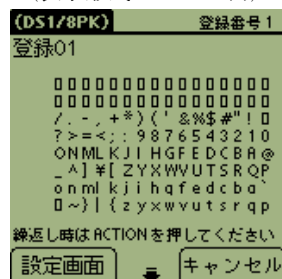 (DS1/8PK) 登録番号1
登録01
▯▯▯▯▯▯▯▯▯▯▯▯▯▯▯▯
▯▯▯▯▯▯▯▯▯▯▯▯▯▯▯▯
/.-,+*)('&%$#"!▯
?>=<;:9876543210
ONMLKJIHGFEDCBA@
_^]¥[ZYXWVUTSRQP
onmlkjihgfedcba`
▯~}|{zyxwvutsrqp
繰返し時はACTIONを押してください
設定画面 キャンセル